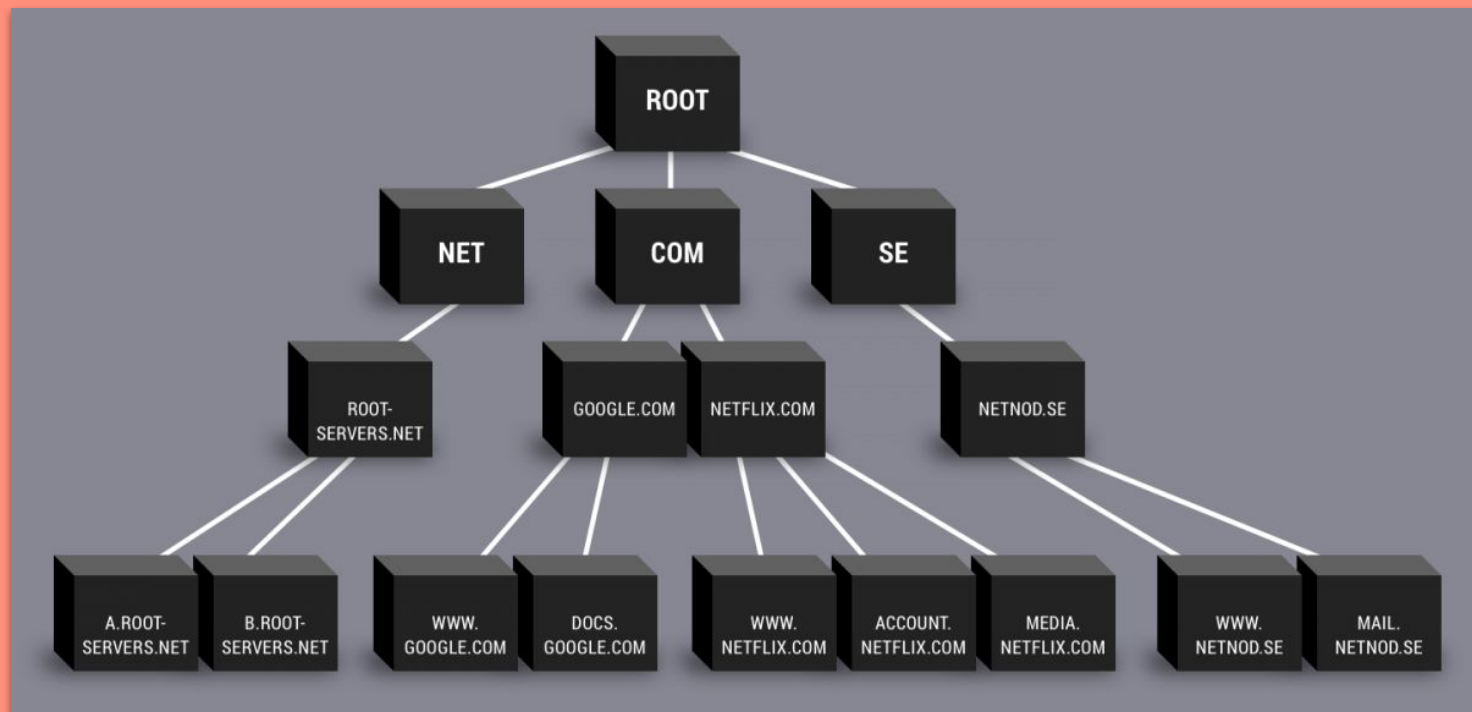 ROOT
NET
COM
SE
ROOT-
SERVERS.NET
GOOGLE.COM
NETFLIX.COM
NETNOD.SE
A.ROOT-
SERVERS.NET
B.ROOT-
SERVERS.NET
WWW.
GOOGLE.COM
DOCS.
GOOGLE.COM
WWW.
NETFLIX.COM
ACCOUNT.
NETFLIX.COM
MEDIA.
NETFLIX.COM
WWW.
NETNOD.SE
MAIL.
NETNOD.SE